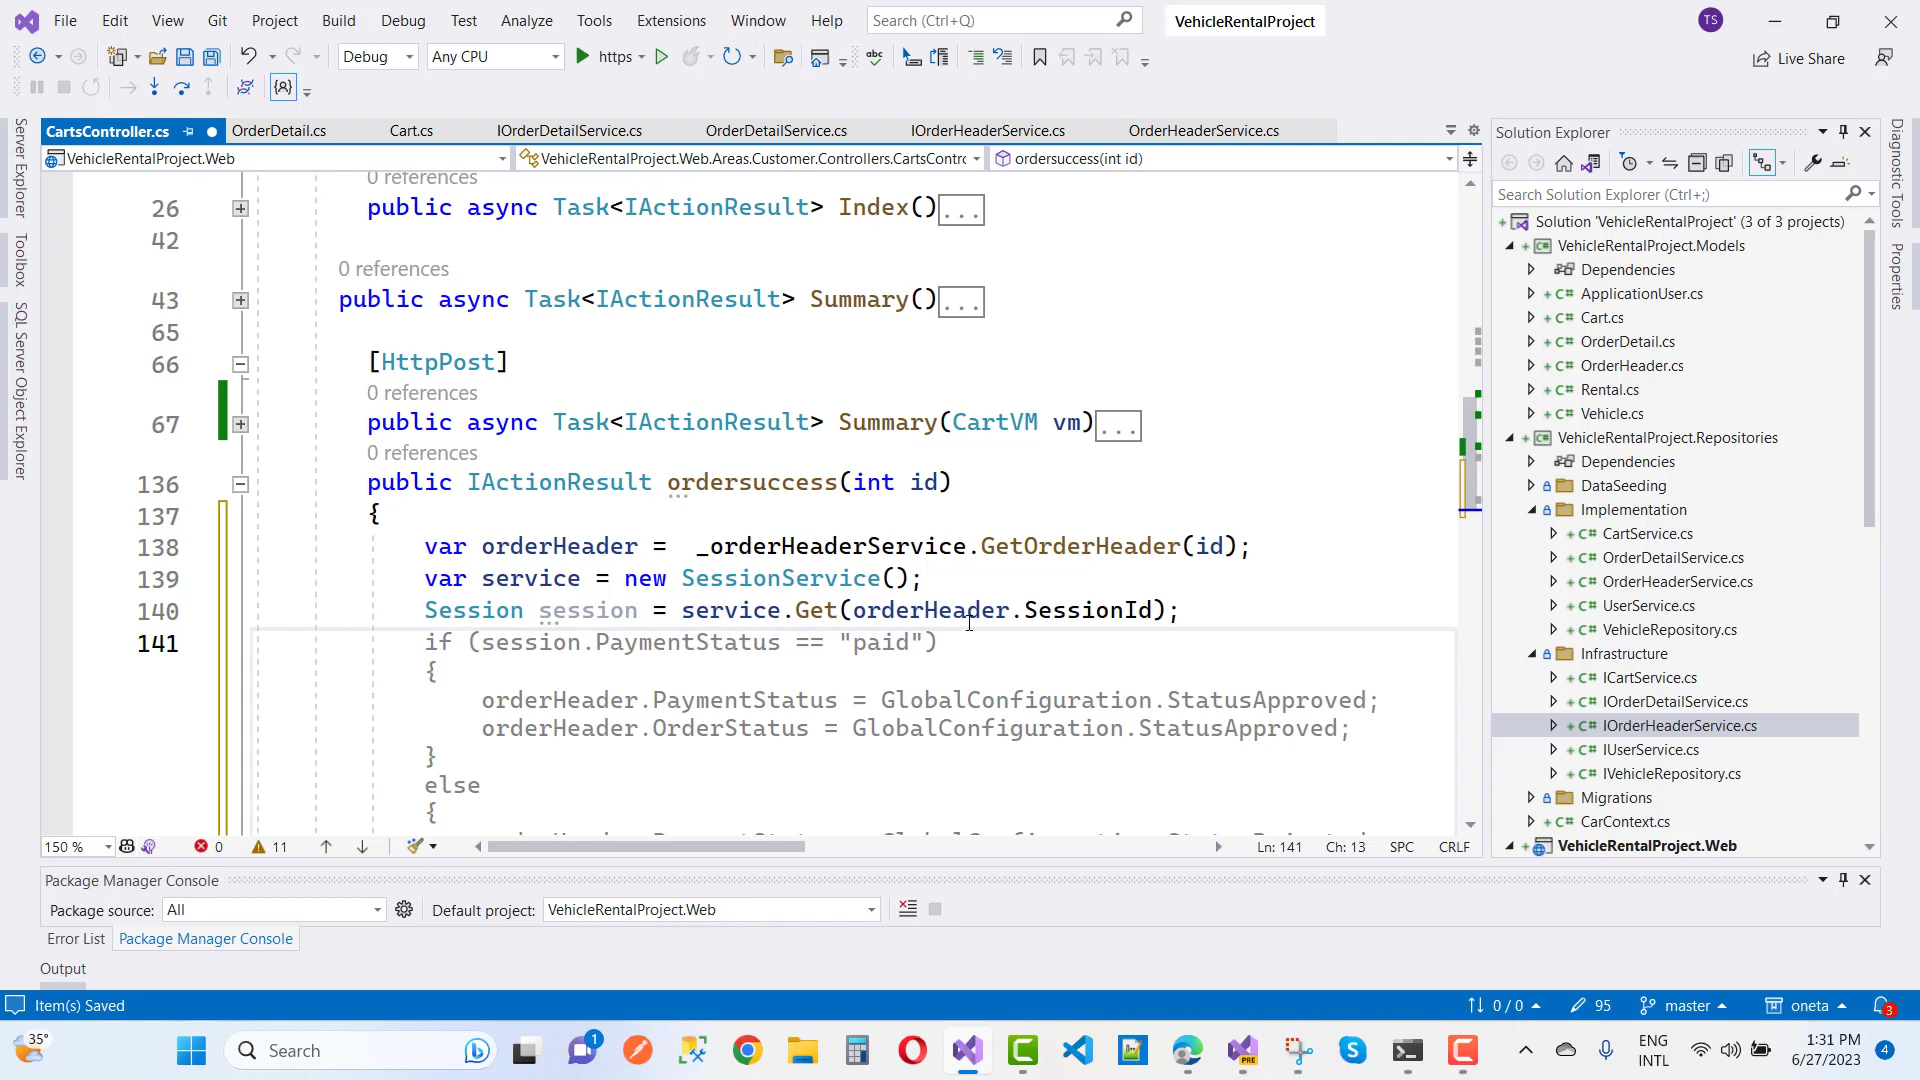 File Edit View Git Project Build Debug Test Analyze Tools Extensions Window Help Search (Ctrl+Q) VehicleRentalProject TS
Debug Any CPU https Live Share
CartsController.cs OrderDetail.cs Cart.cs IOrderDetailService.cs OrderDetailService.cs IOrderHeaderService.cs OrderHeaderService.cs
VehicleRentalProject.Web VehicleRentalProject.Web.Areas.Customer.Controllers.CartsContrc ordersuccess(int id)
Server Explorer
Toolbox
SQL Server Object Explorer
0 references
26 public async Task<IActionResult> Index()...
42
0 references
43 public async Task<IActionResult> Summary()...
65
66 [HttpPost]
0 references
67 public async Task<IActionResult> Summary(CartVM vm)...
0 references
136 public IActionResult ordersuccess(int id)
137 {
138 var orderHeader = _orderHeaderService.GetOrderHeader(id);
139 var service = new SessionService();
140 Session session = service.Get(orderHeader.SessionId);
141 if (session.PaymentStatus == "paid")
{
orderHeader.PaymentStatus = GlobalConfiguration.StatusApproved;
orderHeader.OrderStatus = GlobalConfiguration.StatusApproved;
}
else
{
150 % 0 11 Ln: 141 Ch: 13 SPC CRLF
Solution Explorer
Search Solution Explorer (Ctrl+;)
Solution 'VehicleRentalProject' (3 of 3 projects)
VehicleRentalProject.Models
Dependencies
C# ApplicationUser.cs
C# Cart.cs
C# OrderDetail.cs
C# OrderHeader.cs
C# Rental.cs
C# Vehicle.cs
VehicleRentalProject.Repositories
Dependencies
DataSeeding
Implementation
C# CartService.cs
C# OrderDetailService.cs
C# OrderHeaderService.cs
C# UserService.cs
C# VehicleRepository.cs
Infrastructure
C# ICartService.cs
C# IOrderDetailService.cs
C# IOrderHeaderService.cs
C# IUserService.cs
C# IVehicleRepository.cs
Migrations
C# CarContext.cs
VehicleRentalProject.Web
Diagnostic Tools
Properties
Package Manager Console
Package source: All Default project: VehicleRentalProject.Web
Error List Package Manager Console
Output
Item(s) Saved 0 / 0 95 master oneta 3
35° Search 1 PRE ENG INTL 1:31 PM 6/27/2023 4